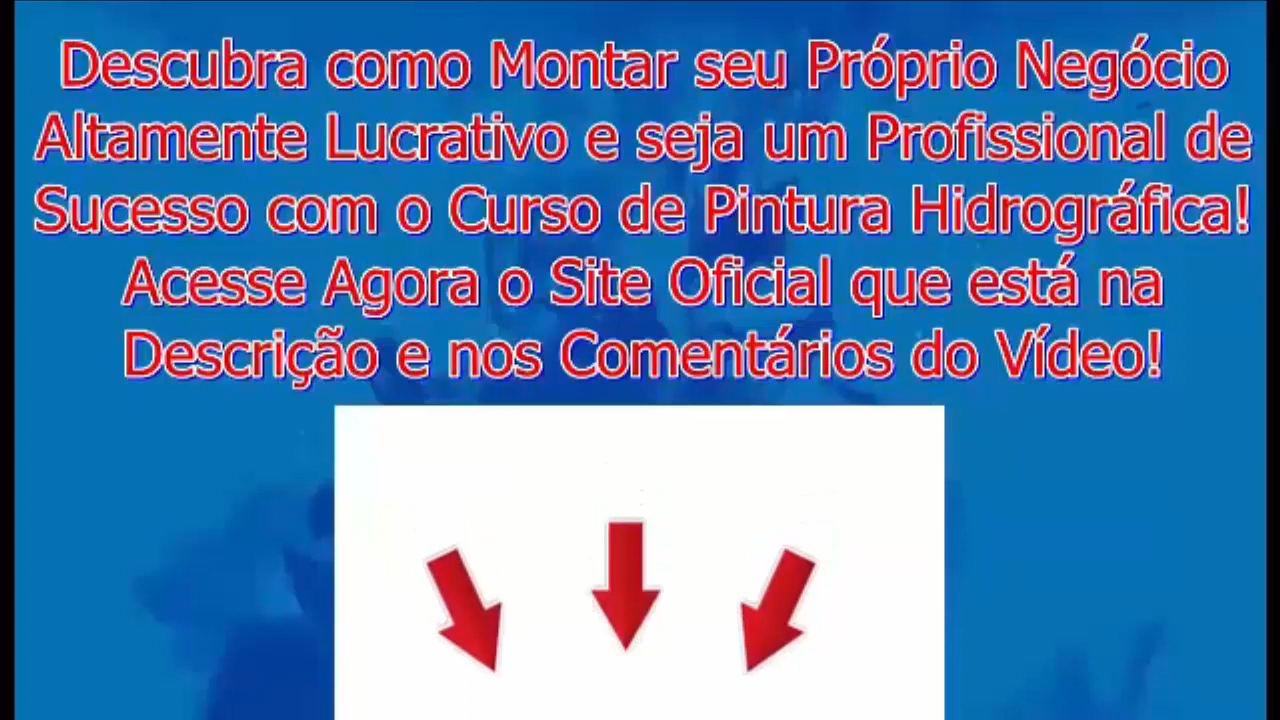 Descubra como Montar seu Próprio Negócio
Altamente Lucrativo e seja um Profissional de
Sucesso com o Curso de Pintura Hidrográfica!
Acesse Agora o Site Oficial que está na
Descrição e nos Comentários do Vídeo!